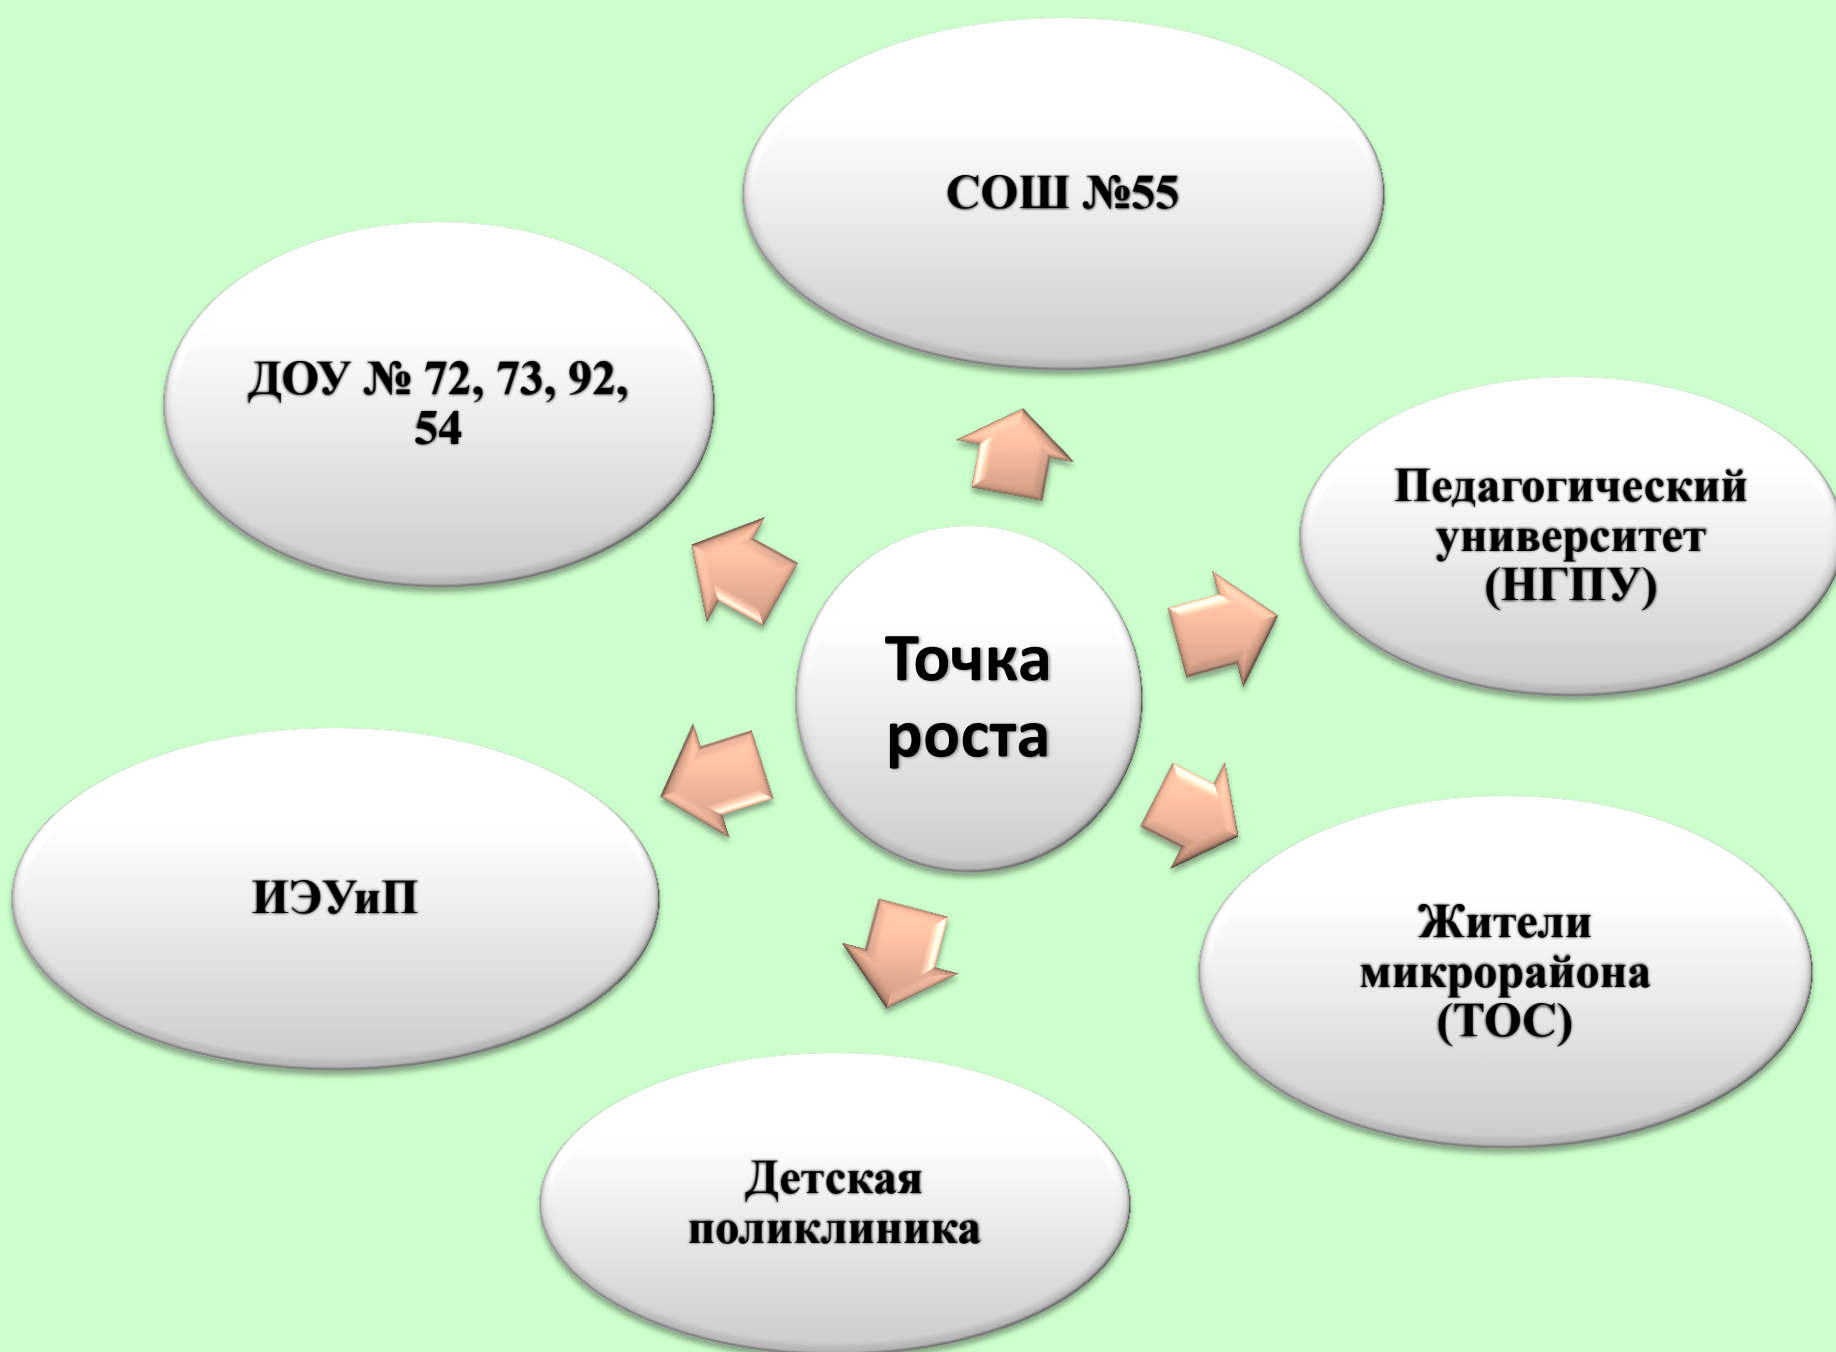 СОШ №55
ДОУ № 72, 73, 92,
54
Педагогический
университет
(НГПУ)
Точка
роста
ИЭУиП
Жители
микрорайона
(ТОС)
Детская
поликлиника